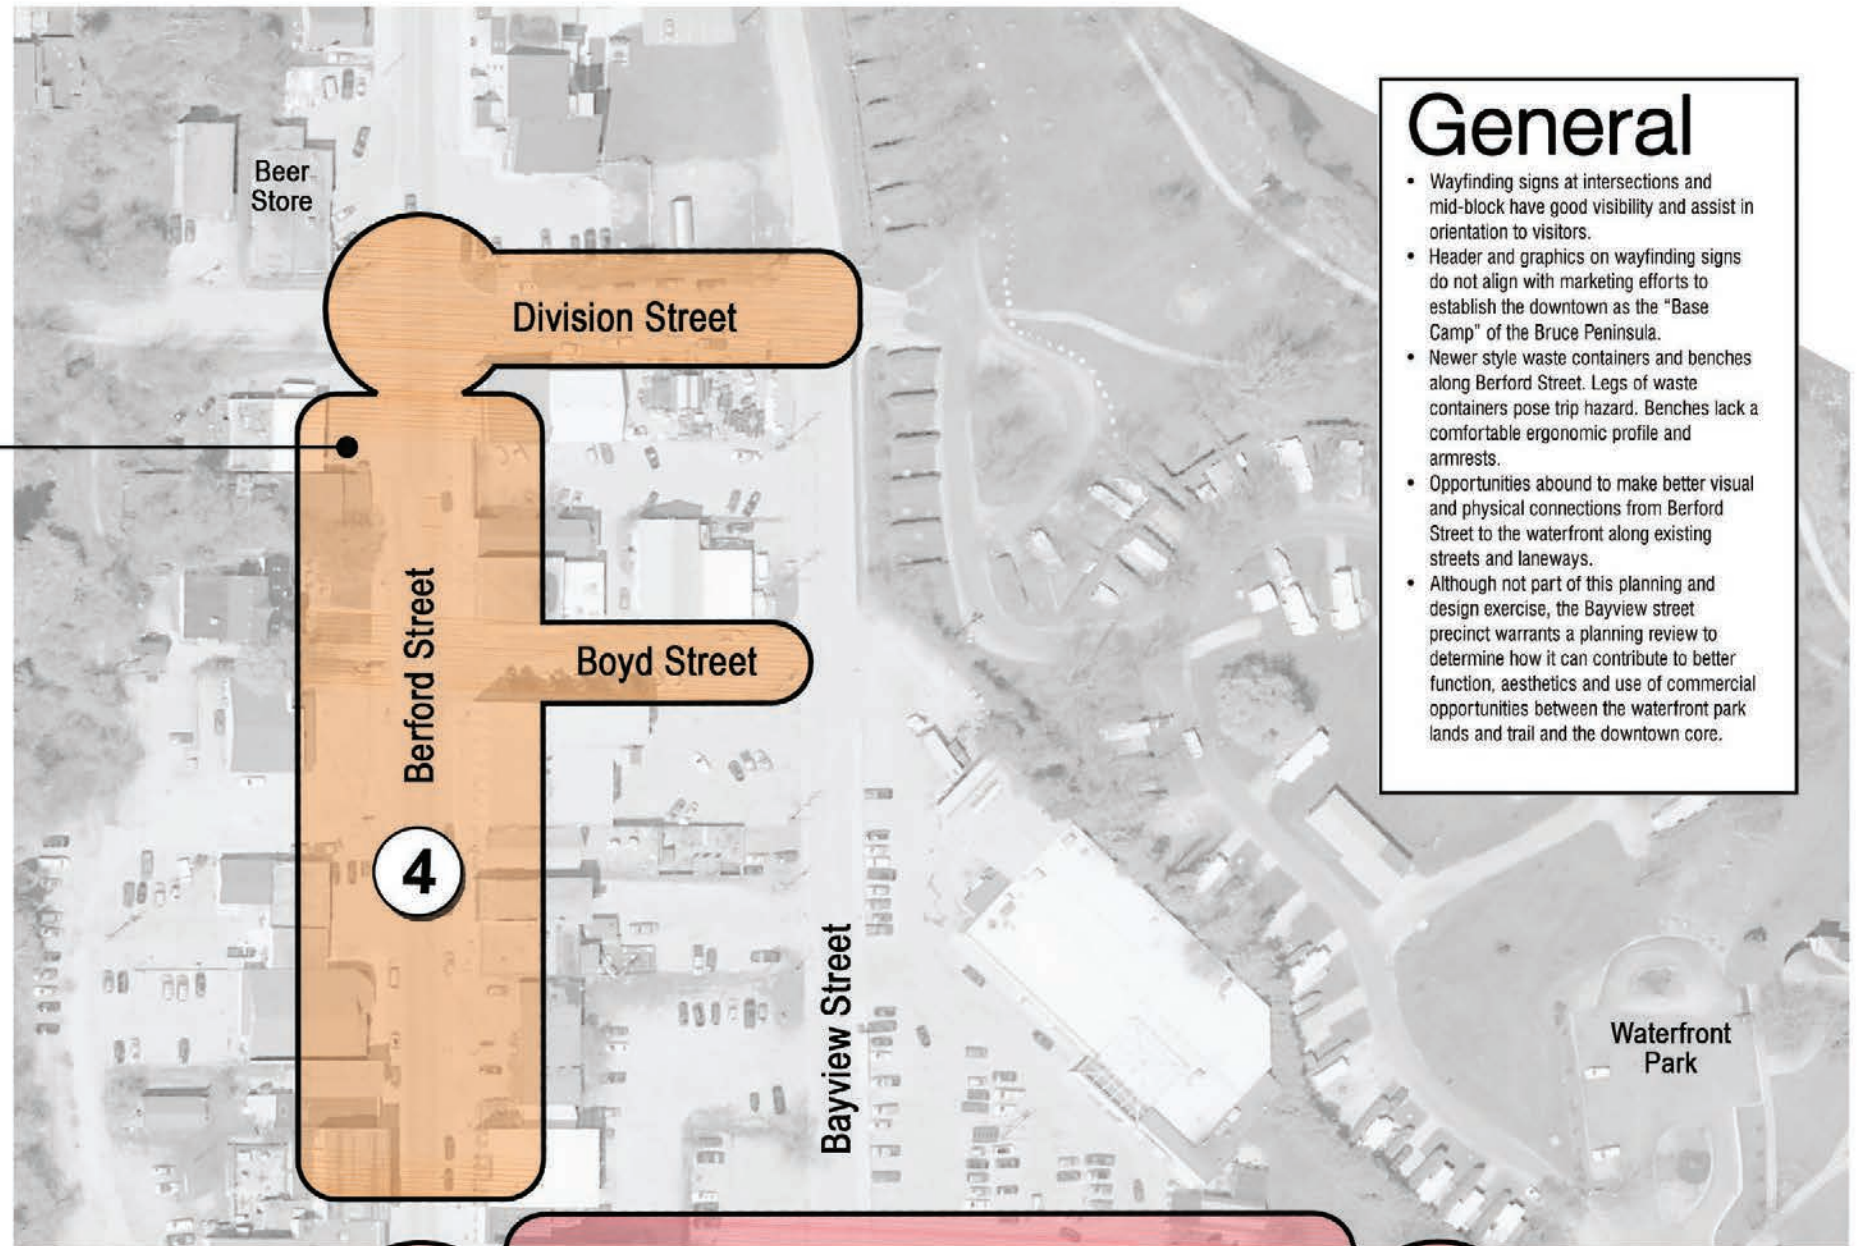 Beer
Store
Division Street
Berford Street
Boyd Street
4
Bayview Street
Waterfront
Park
General
• Wayfinding signs at intersections and
mid-block have good visibility and assist in
orientation to visitors.
• Header and graphics on wayfinding signs
do not align with marketing efforts to
establish the downtown as the “Base
Camp” of the Bruce Peninsula.
• Newer style waste containers and benches
along Berford Street. Legs of waste
containers pose trip hazard. Benches lack a
comfortable ergonomic profile and
armrests.
• Opportunities abound to make better visual
and physical connections from Berford
Street to the waterfront along existing
streets and laneways.
• Although not part of this planning and
design exercise, the Bayview street
precinct warrants a planning review to
determine how it can contribute to better
function, aesthetics and use of commercial
opportunities between the waterfront park
lands and trail and the downtown core.